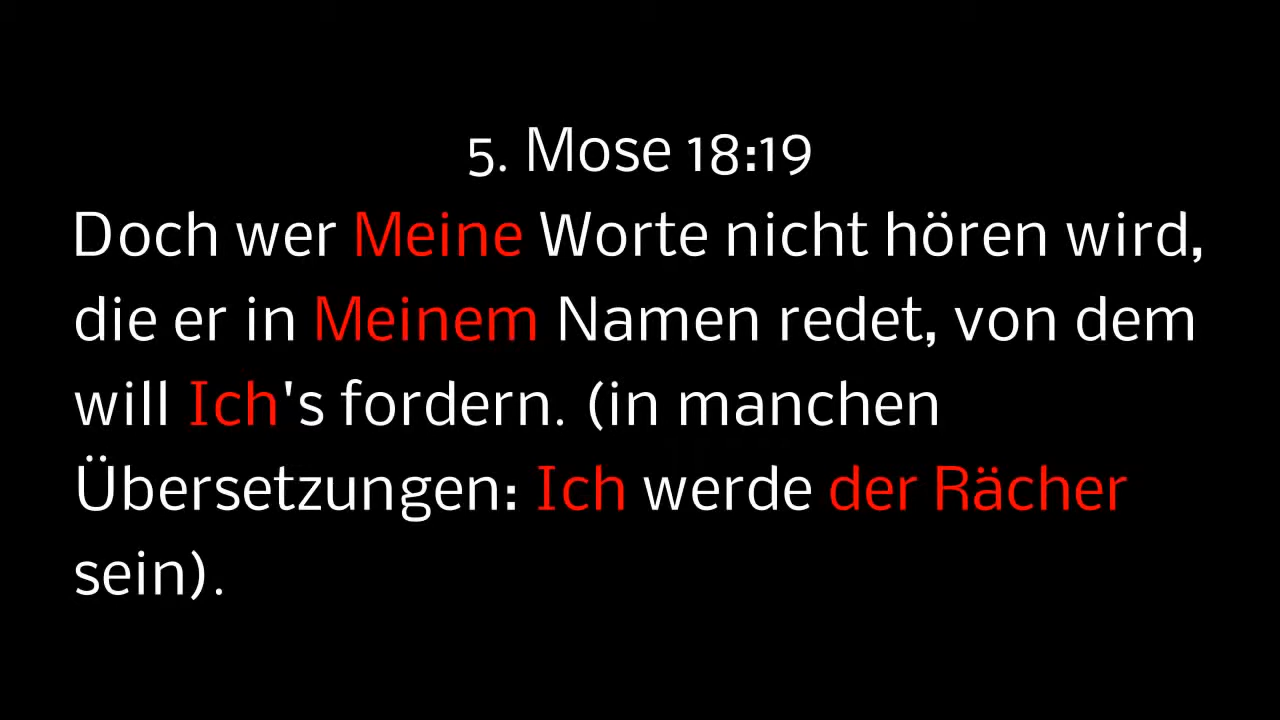 5. Mose 18:19
Doch wer Meine Worte nicht hören wird,
die er in Meinem Namen redet, von dem
will Ich's fordern. (in manchen
Übersetzungen: Ich werde der Rächer
sein).